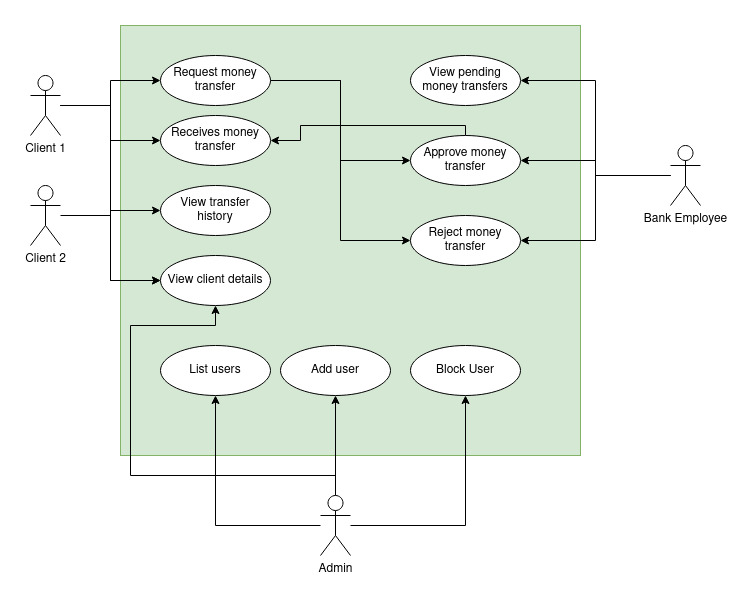 Request money
transfer
View pending
money transfers
Client 1
Receives money
transfer
Approve money
transfer
Bank Employee
View transfer
history
Reject money
transfer
Client 2
View client details
List users
Add user
Block User
Admin